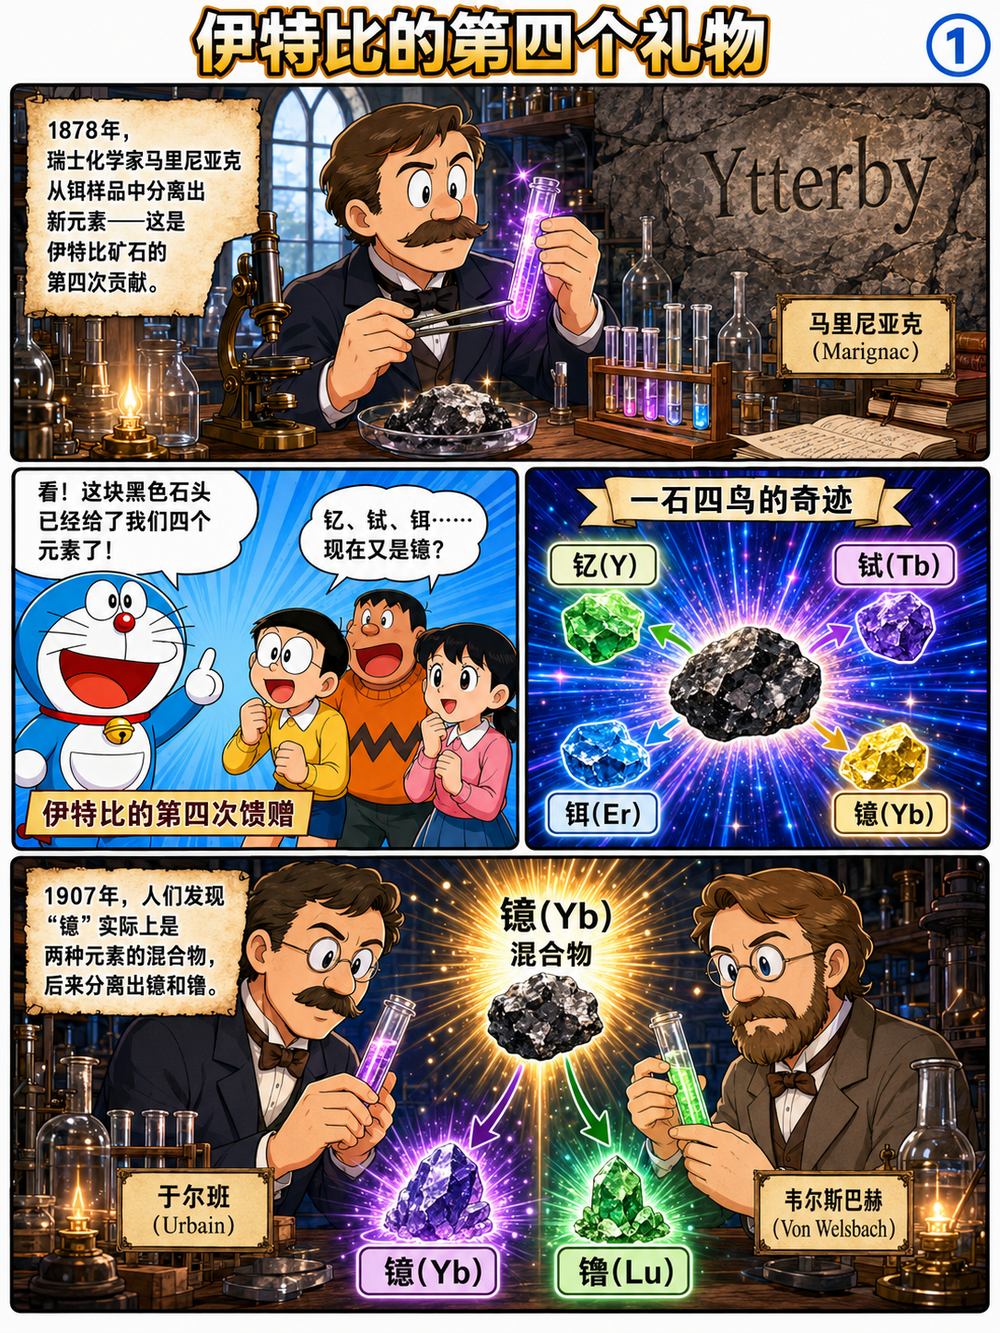 伊特比的第四个礼物
1
1878年，
瑞士化学家马里尼亚克
从铒样品中分离出
新元素——这是
伊特比矿石的
第四次贡献。
Ytterby
马里尼亚克
(Marignac)
看！这块黑色石头
已经给了我们四个
元素了！
钇、铽、铒……
现在又是镱？
伊特比的第四次馈赠
一石四鸟的奇迹
钇(Y)
铽(Tb)
铒(Er)
镱(Yb)
1907年，人们发现
“镱”实际上是
两种元素的混合物，
后来分离出镱和镥。
镱(Yb)
混合物
于尔班
(Urbain)
韦尔斯巴赫
(Von Welsbach)
镱(Yb)
镥(Lu)